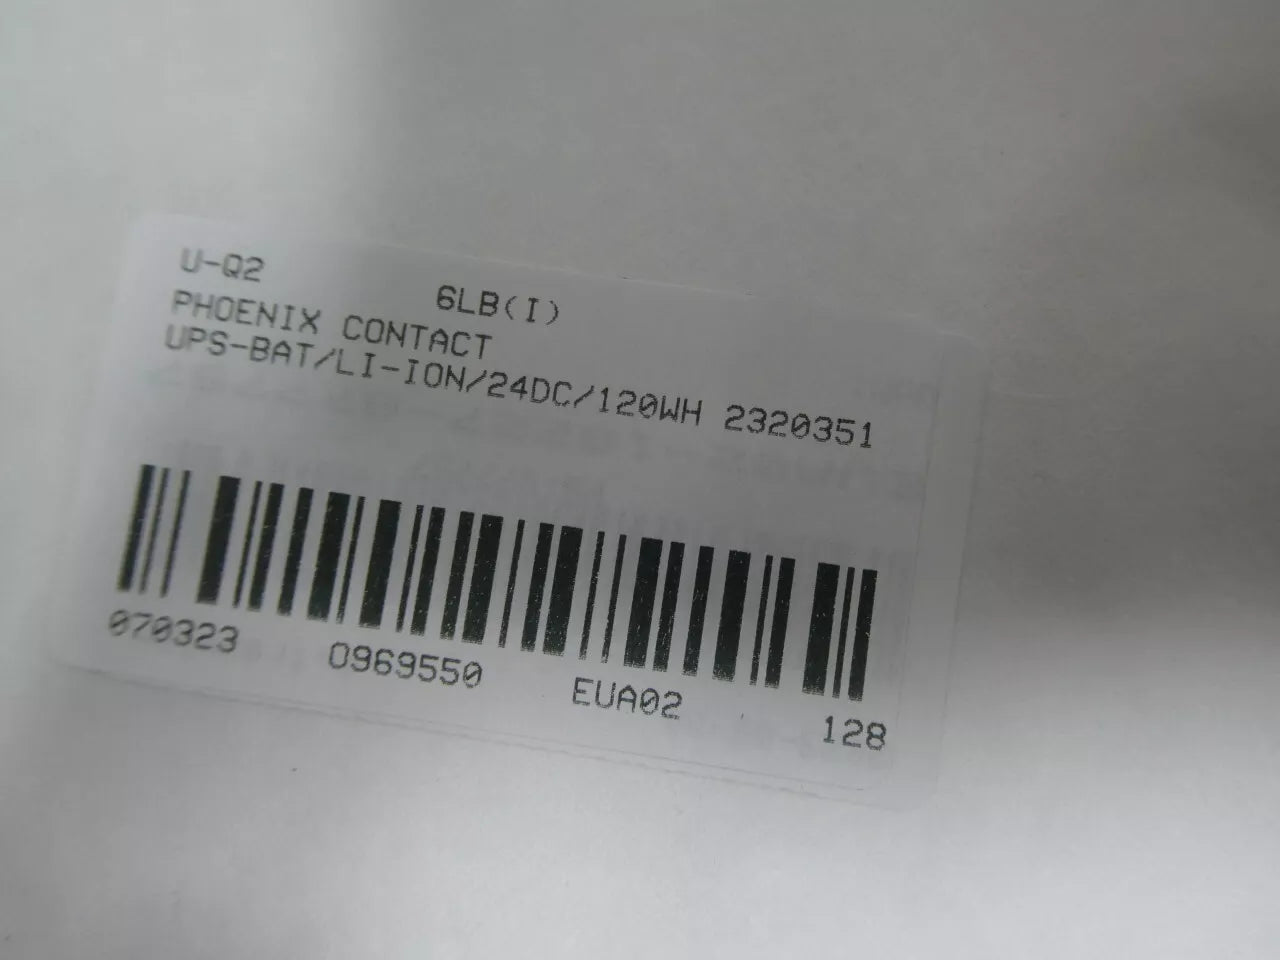 U-Q2 6LB(I)
PHOENIX CONTACT
UPS-BAT/LI-ION/24DC/120WH 2320351
070323 0969550 EUA02 128